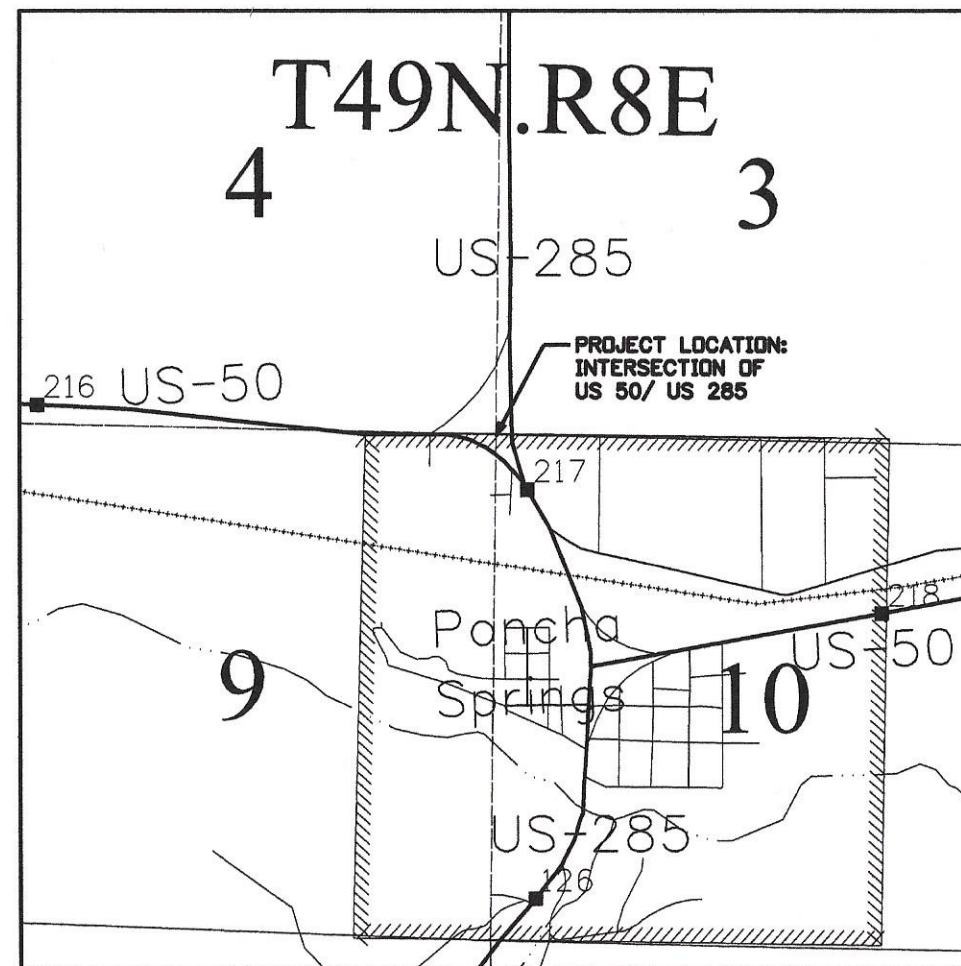 T49N.R8E
4
3
US-285
PROJECT LOCATION:
INTERSECTION OF
US 50/ US 285
216
US-50
217
218
Poncha
Springs
US-50
9
10
US-285
126